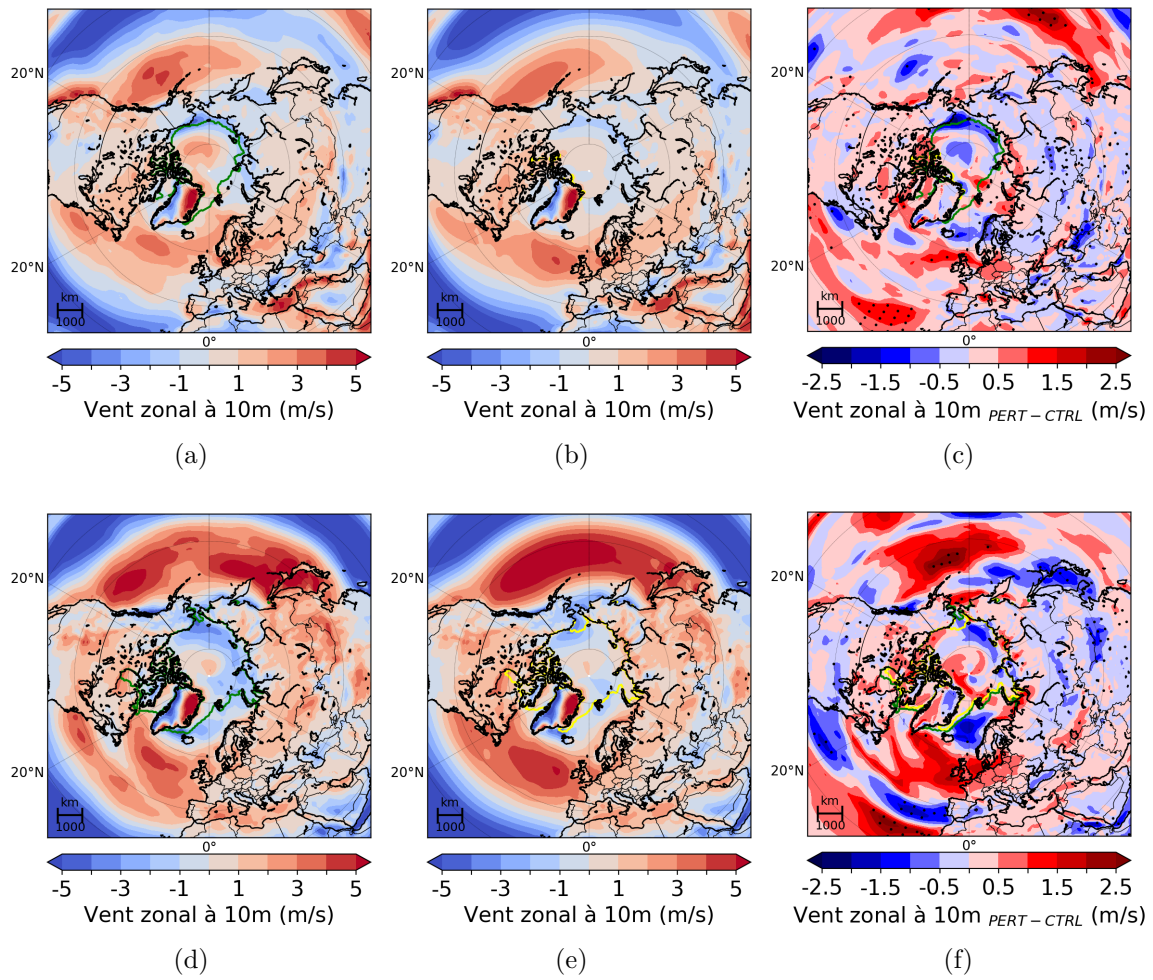 20°N
20°N
km
1000
0°
-5 -3 -1 1 3 5
Vent zonal à 10m (m/s)
(a)
20°N
20°N
km
1000
0°
-5 -3 -1 1 3 5
Vent zonal à 10m (m/s)
(b)
20°N
20°N
km
1000
0°
-2.5 -1.5 -0.5 0.5 1.5 2.5
Vent zonal à 10m PERT − CTRL (m/s)
(c)
20°N
20°N
km
1000
0°
-5 -3 -1 1 3 5
Vent zonal à 10m (m/s)
(d)
20°N
20°N
km
1000
0°
-5 -3 -1 1 3 5
Vent zonal à 10m (m/s)
(e)
20°N
20°N
km
1000
0°
-2.5 -1.5 -0.5 0.5 1.5 2.5
Vent zonal à 10m PERT − CTRL (m/s)
(f)